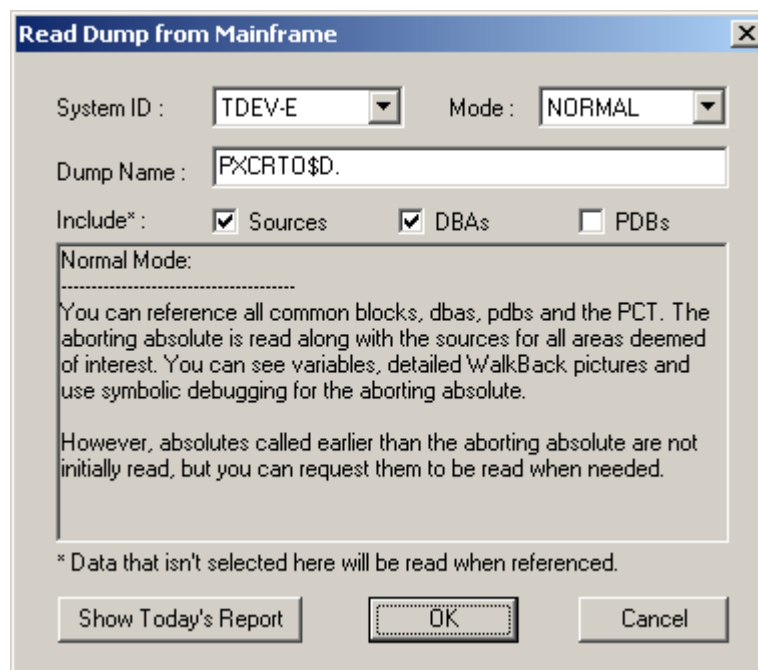 Read Dump from Mainframe
System ID : TDEV-E Mode : NORMAL
Dump Name : PXCRTO$D.
Include* : Sources DBAs PDBs
Normal Mode:
---------------------------------------
You can reference all common blocks, dbas, pdbs and the PCT. The
aborting absolute is read along with the sources for all areas deemed
of interest. You can see variables, detailed WalkBack pictures and
use symbolic debugging for the aborting absolute.
However, absolutes called earlier than the aborting absolute are not
initially read, but you can request them to be read when needed.
* Data that isn't selected here will be read when referenced.
Show Today's Report OK Cancel